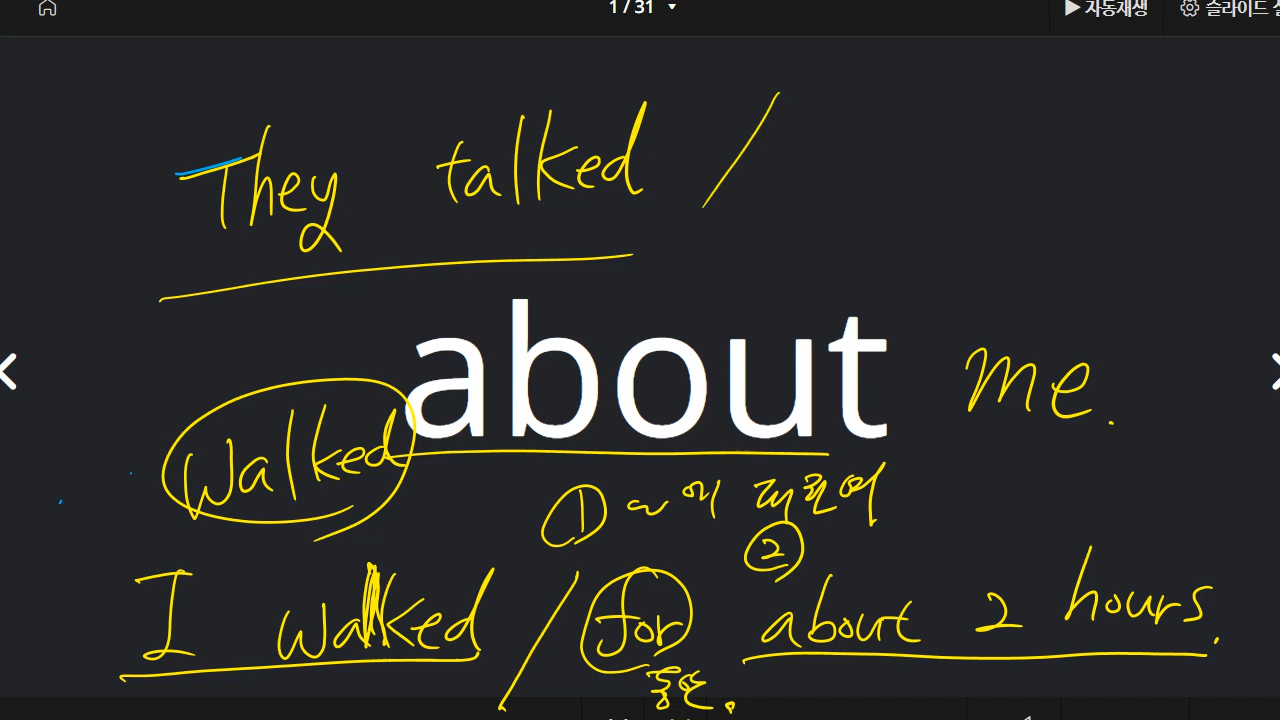 1 / 31
▶ 자동재생
슬라이드
They talked /
about me.
Walked
① ~에 대하여
②
I walked / for about 2 hours.
동안.